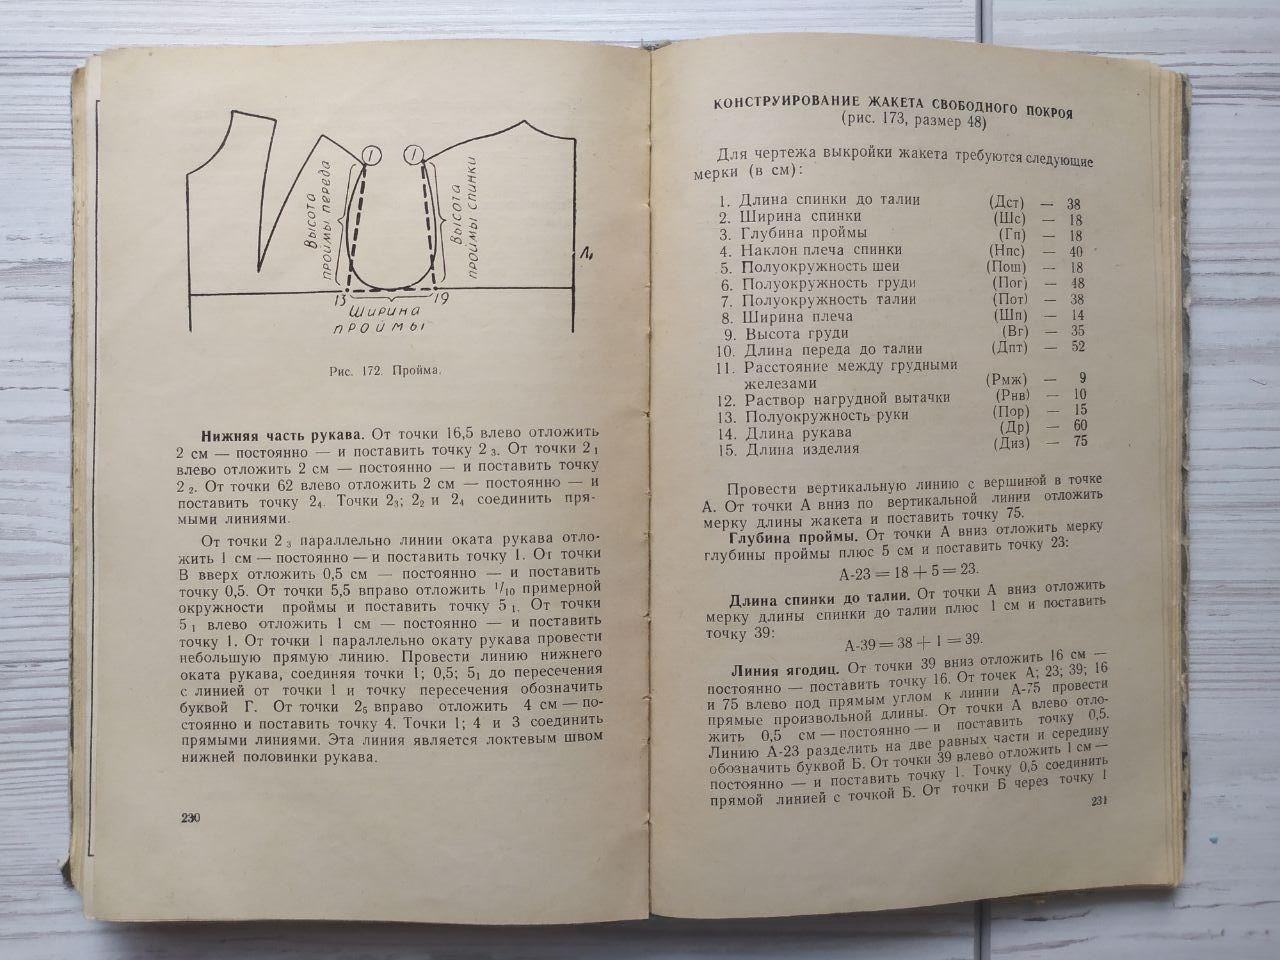 Высота
проймы переда
1
1
Высота
проймы спинки
Л₁
13
19
Ширина
проймы
Рис. 172. Пройма.
Нижняя часть рукава. От точки 16,5 влево отложить
2 см — постоянно — и поставить точку 2₃. От точки 2₁
влево отложить 2 см — постоянно — и поставить точку
2₂. От точки 62 влево отложить 2 см — постоянно — и
поставить точку 2₄. Точки 2₃; 2₂ и 2₄ соединить пря-
мыми линиями.
От точки 2₃ параллельно линии оката рукава отло-
жить 1 см — постоянно — и поставить точку 1. От точки
В вверх отложить 0,5 см — постоянно — и поставить
точку 0,5. От точки 5,5 вправо отложить 1/10 примерной
окружности проймы и поставить точку 5₁. От точки
5₁ влево отложить 1 см — постоянно — и поставить
точку 1. От точки 1 параллельно окату рукава провести
небольшую прямую линию. Провести линию нижнего
оката рукава, соединяя точки 1; 0,5; 5₁ до пересечения
с линией от точки 1 и точку пересечения обозначить
буквой Г. От точки 2₅ вправо отложить 4 см — по-
стоянно и поставить точку 4. Точки 1; 4 и 3 соединить
прямыми линиями. Эта линия является локтевым швом
нижней половинки рукава.
230
КОНСТРУИРОВАНИЕ ЖАКЕТА СВОБОДНОГО ПОКРОЯ
(рис. 173, размер 48)
Для чертежа выкройки жакета требуются следующие
мерки (в см):
1. Длина спинки до талии (Дст) — 38
2. Ширина спинки (Шс) — 18
3. Глубина проймы (Гп) — 18
4. Наклон плеча спинки (Нпс) — 40
5. Полуокружность шеи (Пош) — 18
6. Полуокружность груди (Пог) — 48
7. Полуокружность талии (Пот) — 38
8. Ширина плеча (Шп) — 14
9. Высота груди (Вг) — 35
10. Длина переда до талии (Дпт) — 52
11. Расстояние между грудными
железами (Рмж) — 9
12. Раствор нагрудной вытачки (Рнв) — 10
13. Полуокружность руки (Пор) — 15
14. Длина рукава (Др) — 60
15. Длина изделия (Диз) — 75
Провести вертикальную линию с вершиной в точке
А. От точки А вниз по вертикальной линии отложить
мерку длины жакета и поставить точку 75.
Глубина проймы. От точки А вниз отложить мерку
глубины проймы плюс 5 см и поставить точку 23:
А-23 = 18 + 5 = 23.
Длина спинки до талии. От точки А вниз отложить
мерку длины спинки до талии плюс 1 см и поставить
точку 39:
А-39 = 38 + 1 = 39.
Линия ягодиц. От точки 39 вниз отложить 16 см —
постоянно — поставить точку 16. От точек А; 23; 39; 16
и 75 влево под прямым углом к линии А-75 провести
прямые произвольной длины. От точки А влево отло-
жить 0,5 см — постоянно — и поставить точку 0,5.
Линию А-23 разделить на две равных части и середину
обозначить буквой Б. От точки 39 влево отложить 1 см —
постоянно — и поставить точку 1. Точку 0,5 соединить
прямой линией с точкой Б. От точки Б через точку 1
231